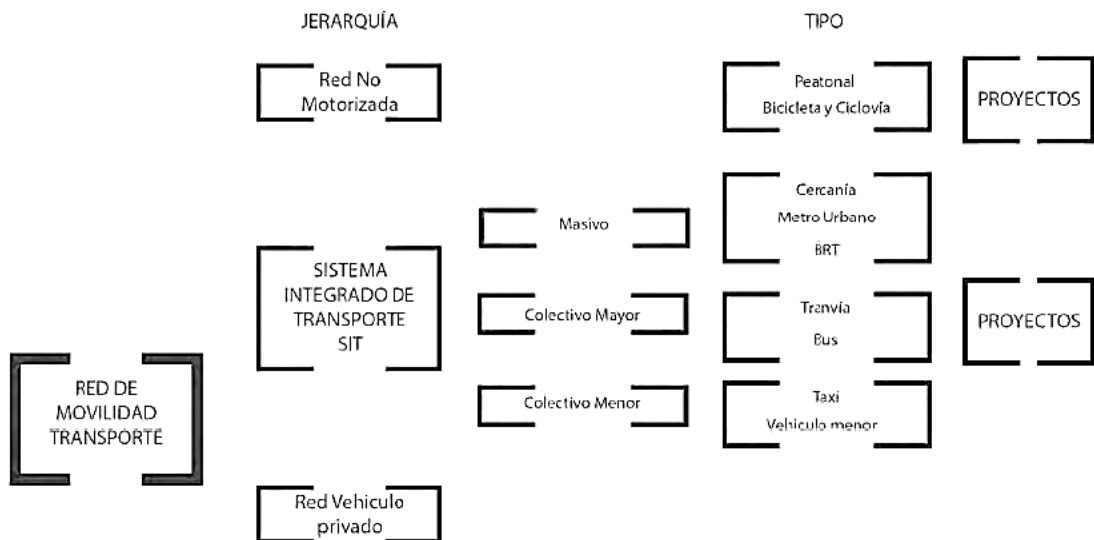 JERARQUÍA
TIPO
Red No
Motorizada
Peatonal
Bicicleta y Ciclovía
PROYECTOS
Masivo
Cercanía
Metro Urbano
BRT
SISTEMA
INTEGRADO DE
TRANSPORTE
SIT
Colectivo Mayor
Tranvía
Bus
PROYECTOS
RED DE
MOVILIDAD
TRANSPORTE
Colectivo Menor
Taxi
Vehiculo menor
Red Vehiculo
privado